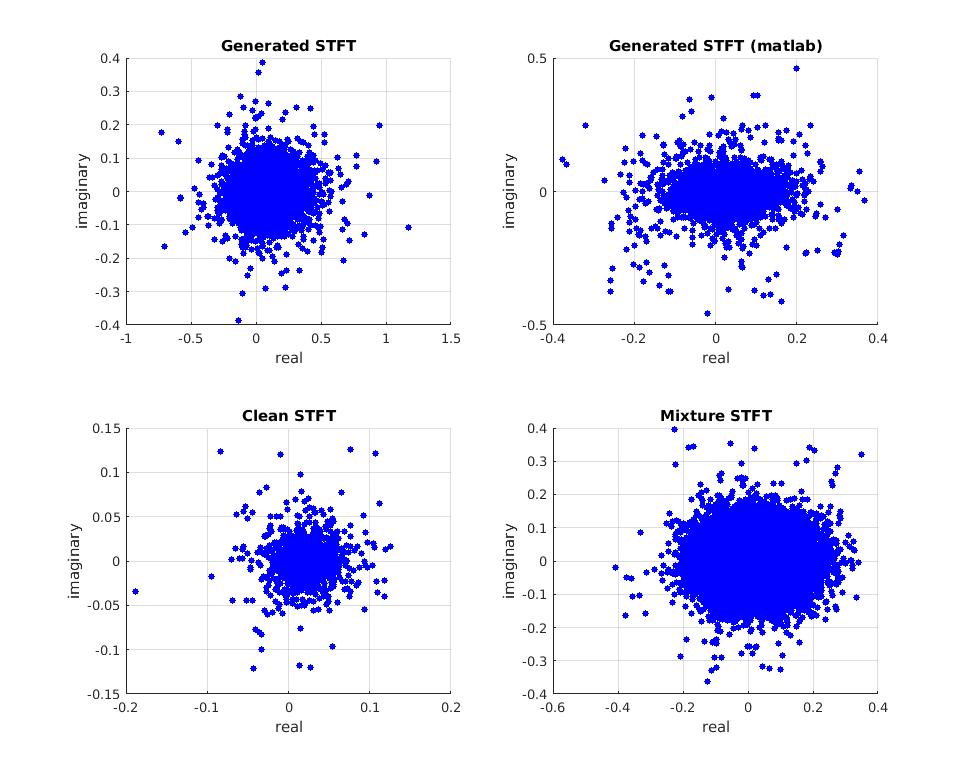 Generated STFT
0.4
0.3
0.2
0.1
0
-0.1
-0.2
-0.3
-0.4
imaginary
-1 -0.5 0 0.5 1 1.5
real
Generated STFT (matlab)
0.5
0
-0.5
imaginary
-0.4 -0.2 0 0.2 0.4
real
Clean STFT
0.15
0.1
0.05
0
-0.05
-0.1
-0.15
imaginary
-0.2 -0.1 0 0.1 0.2
real
Mixture STFT
0.4
0.3
0.2
0.1
0
-0.1
-0.2
-0.3
-0.4
imaginary
-0.6 -0.4 -0.2 0 0.2 0.4
real